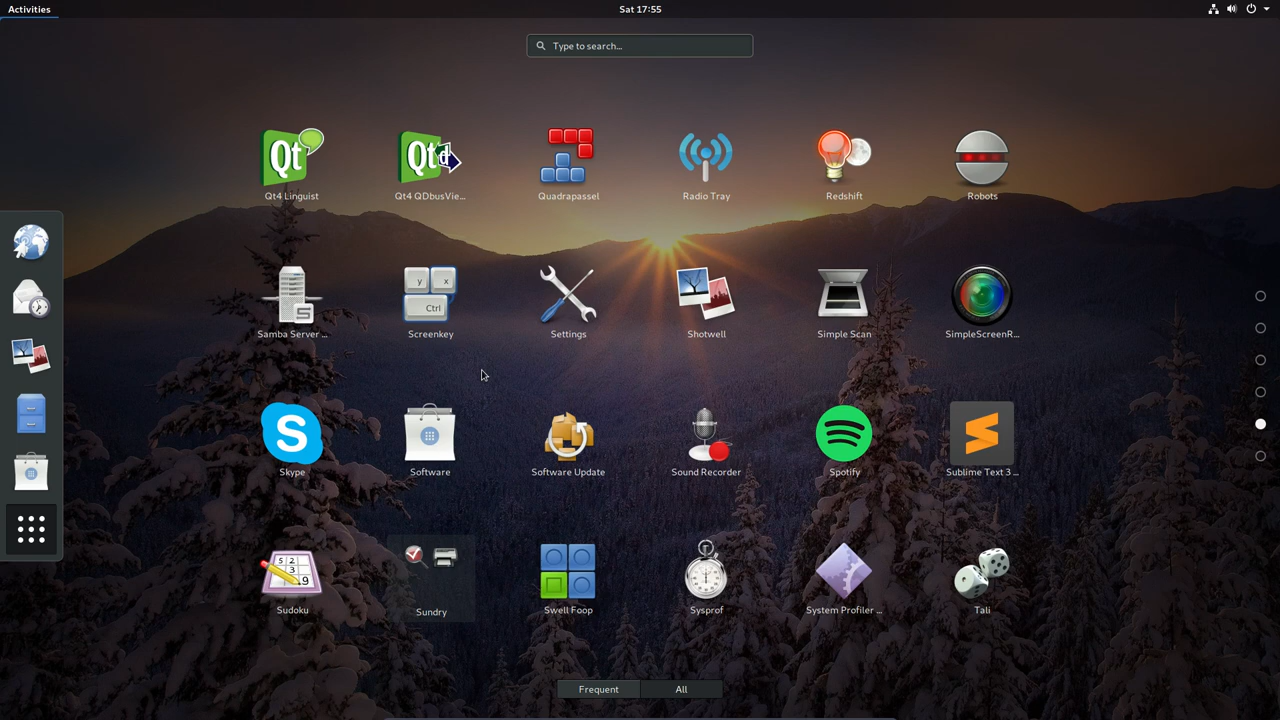 Activities
Sat 17:55
Type to search...
Qt4 Linguist
Qt4 QDbusVie...
Quadrapassel
Radio Tray
Redshift
Robots
Samba Server ...
Screenkey
Settings
Shotwell
Simple Scan
SimpleScreenR...
Skype
Software
Software Update
Sound Recorder
Spotify
Sublime Text 3 ...
Sudoku
Sundry
Swell Foop
Sysprof
System Profiler ...
Tali
Frequent
All